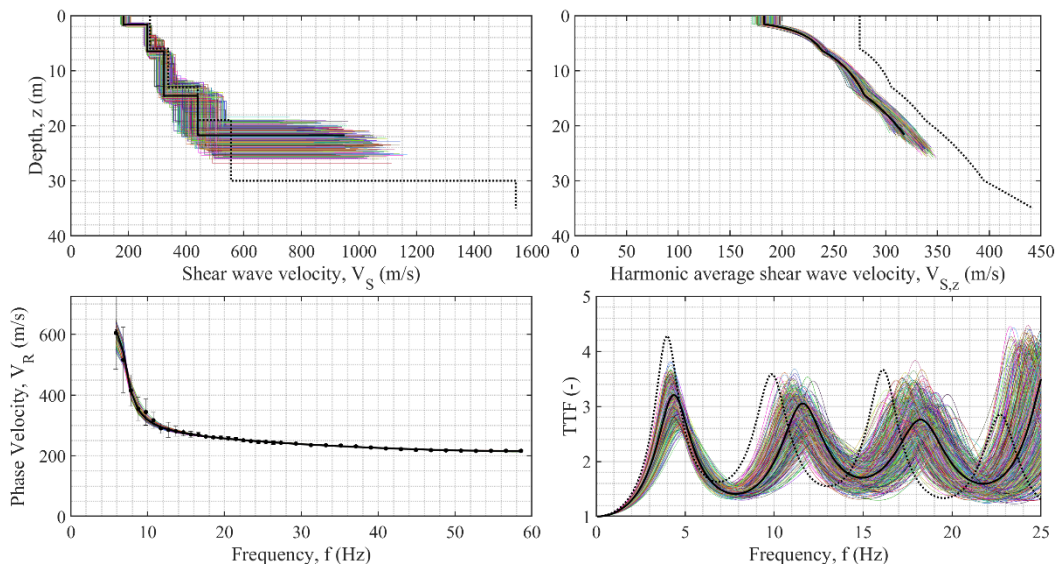 0
10
20
30
40
Depth, z (m)
0 200 400 600 800 1000 1200 1400 1600
Shear wave velocity, V_S (m/s)
0
10
20
30
40
0 50 100 150 200 250 300 350 400 450
Harmonic average shear wave velocity, V_S,z (m/s)
600
400
200
0
Phase Velocity, V_R (m/s)
0 10 20 30 40 50 60
Frequency, f (Hz)
5
4
3
2
1
TTF (-)
0 5 10 15 20 25
Frequency, f (Hz)